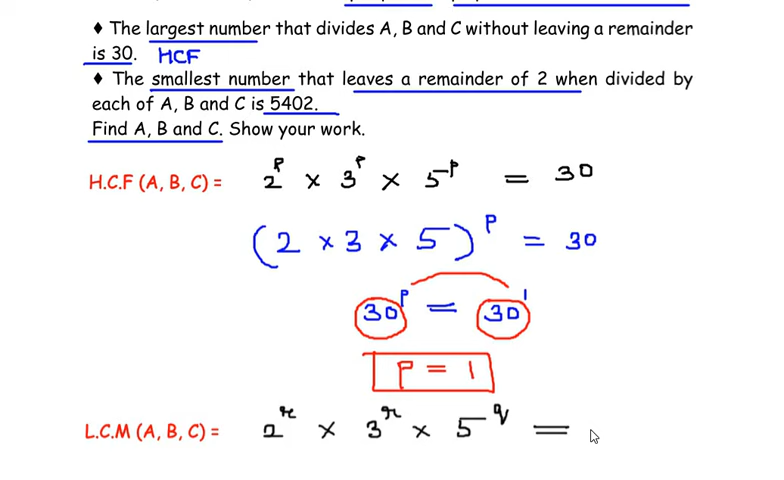 ♦ The largest number that divides A, B and C without leaving a remainder
is 30. HCF
♦ The smallest number that leaves a remainder of 2 when divided by
each of A, B and C is 5402.
Find A, B and C. Show your work.
H.C.F (A, B, C) = 2^p × 3^p × 5^p = 30
(2 × 3 × 5)^p = 30
30^p = 30^1
P = 1
L.C.M (A, B, C) = 2^r × 3^r × 5^q =